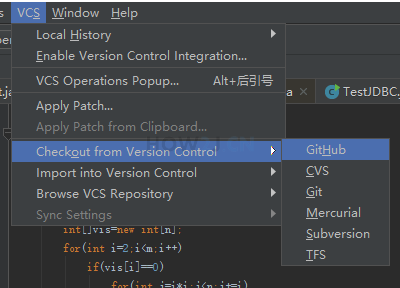 VCS Window Help
Local History
Enable Version Control Integration...
VCS Operations Popup... Alt+后引号
Apply Patch...
TestJDBC.
Apply Patch from Clipboard...
Checkout from Version Control
GitHub
Import into Version Control
CVS
Browse VCS Repository
Git
Sync Settings
Mercurial
Subversion
TFS
int[]vis=new int[n];
for(int i=2;i<m;i++)
if(vis[i]==0)
for(int j=i*i;j<n;j+=i)